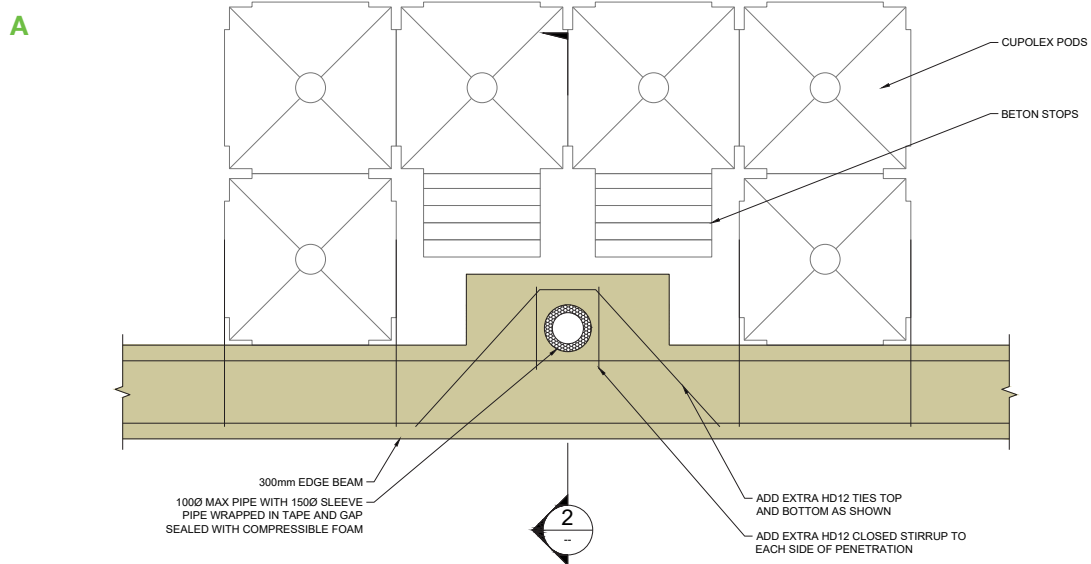 A
CUPOLEX PODS
BETON STOPS
300mm EDGE BEAM
100Ø MAX PIPE WITH 150Ø SLEEVE
PIPE WRAPPED IN TAPE AND GAP
SEALED WITH COMPRESSIBLE FOAM
2
--
ADD EXTRA HD12 TIES TOP
AND BOTTOM AS SHOWN
ADD EXTRA HD12 CLOSED STIRRUP TO
EACH SIDE OF PENETRATION